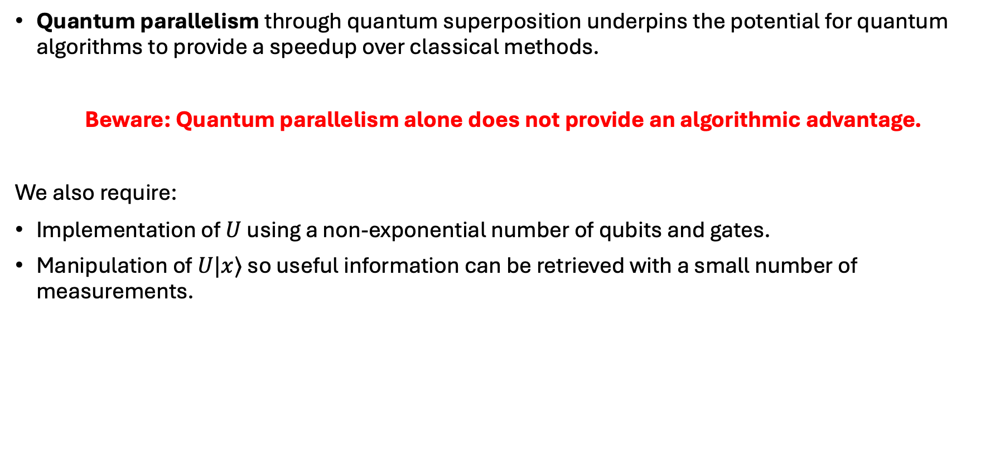 • Quantum parallelism through quantum superposition underpins the potential for quantum
algorithms to provide a speedup over classical methods.
Beware: Quantum parallelism alone does not provide an algorithmic advantage.
We also require:
• Implementation of 𝑈 using a non-exponential number of qubits and gates.
• Manipulation of 𝑈|𝑥⟩ so useful information can be retrieved with a small number of
measurements.